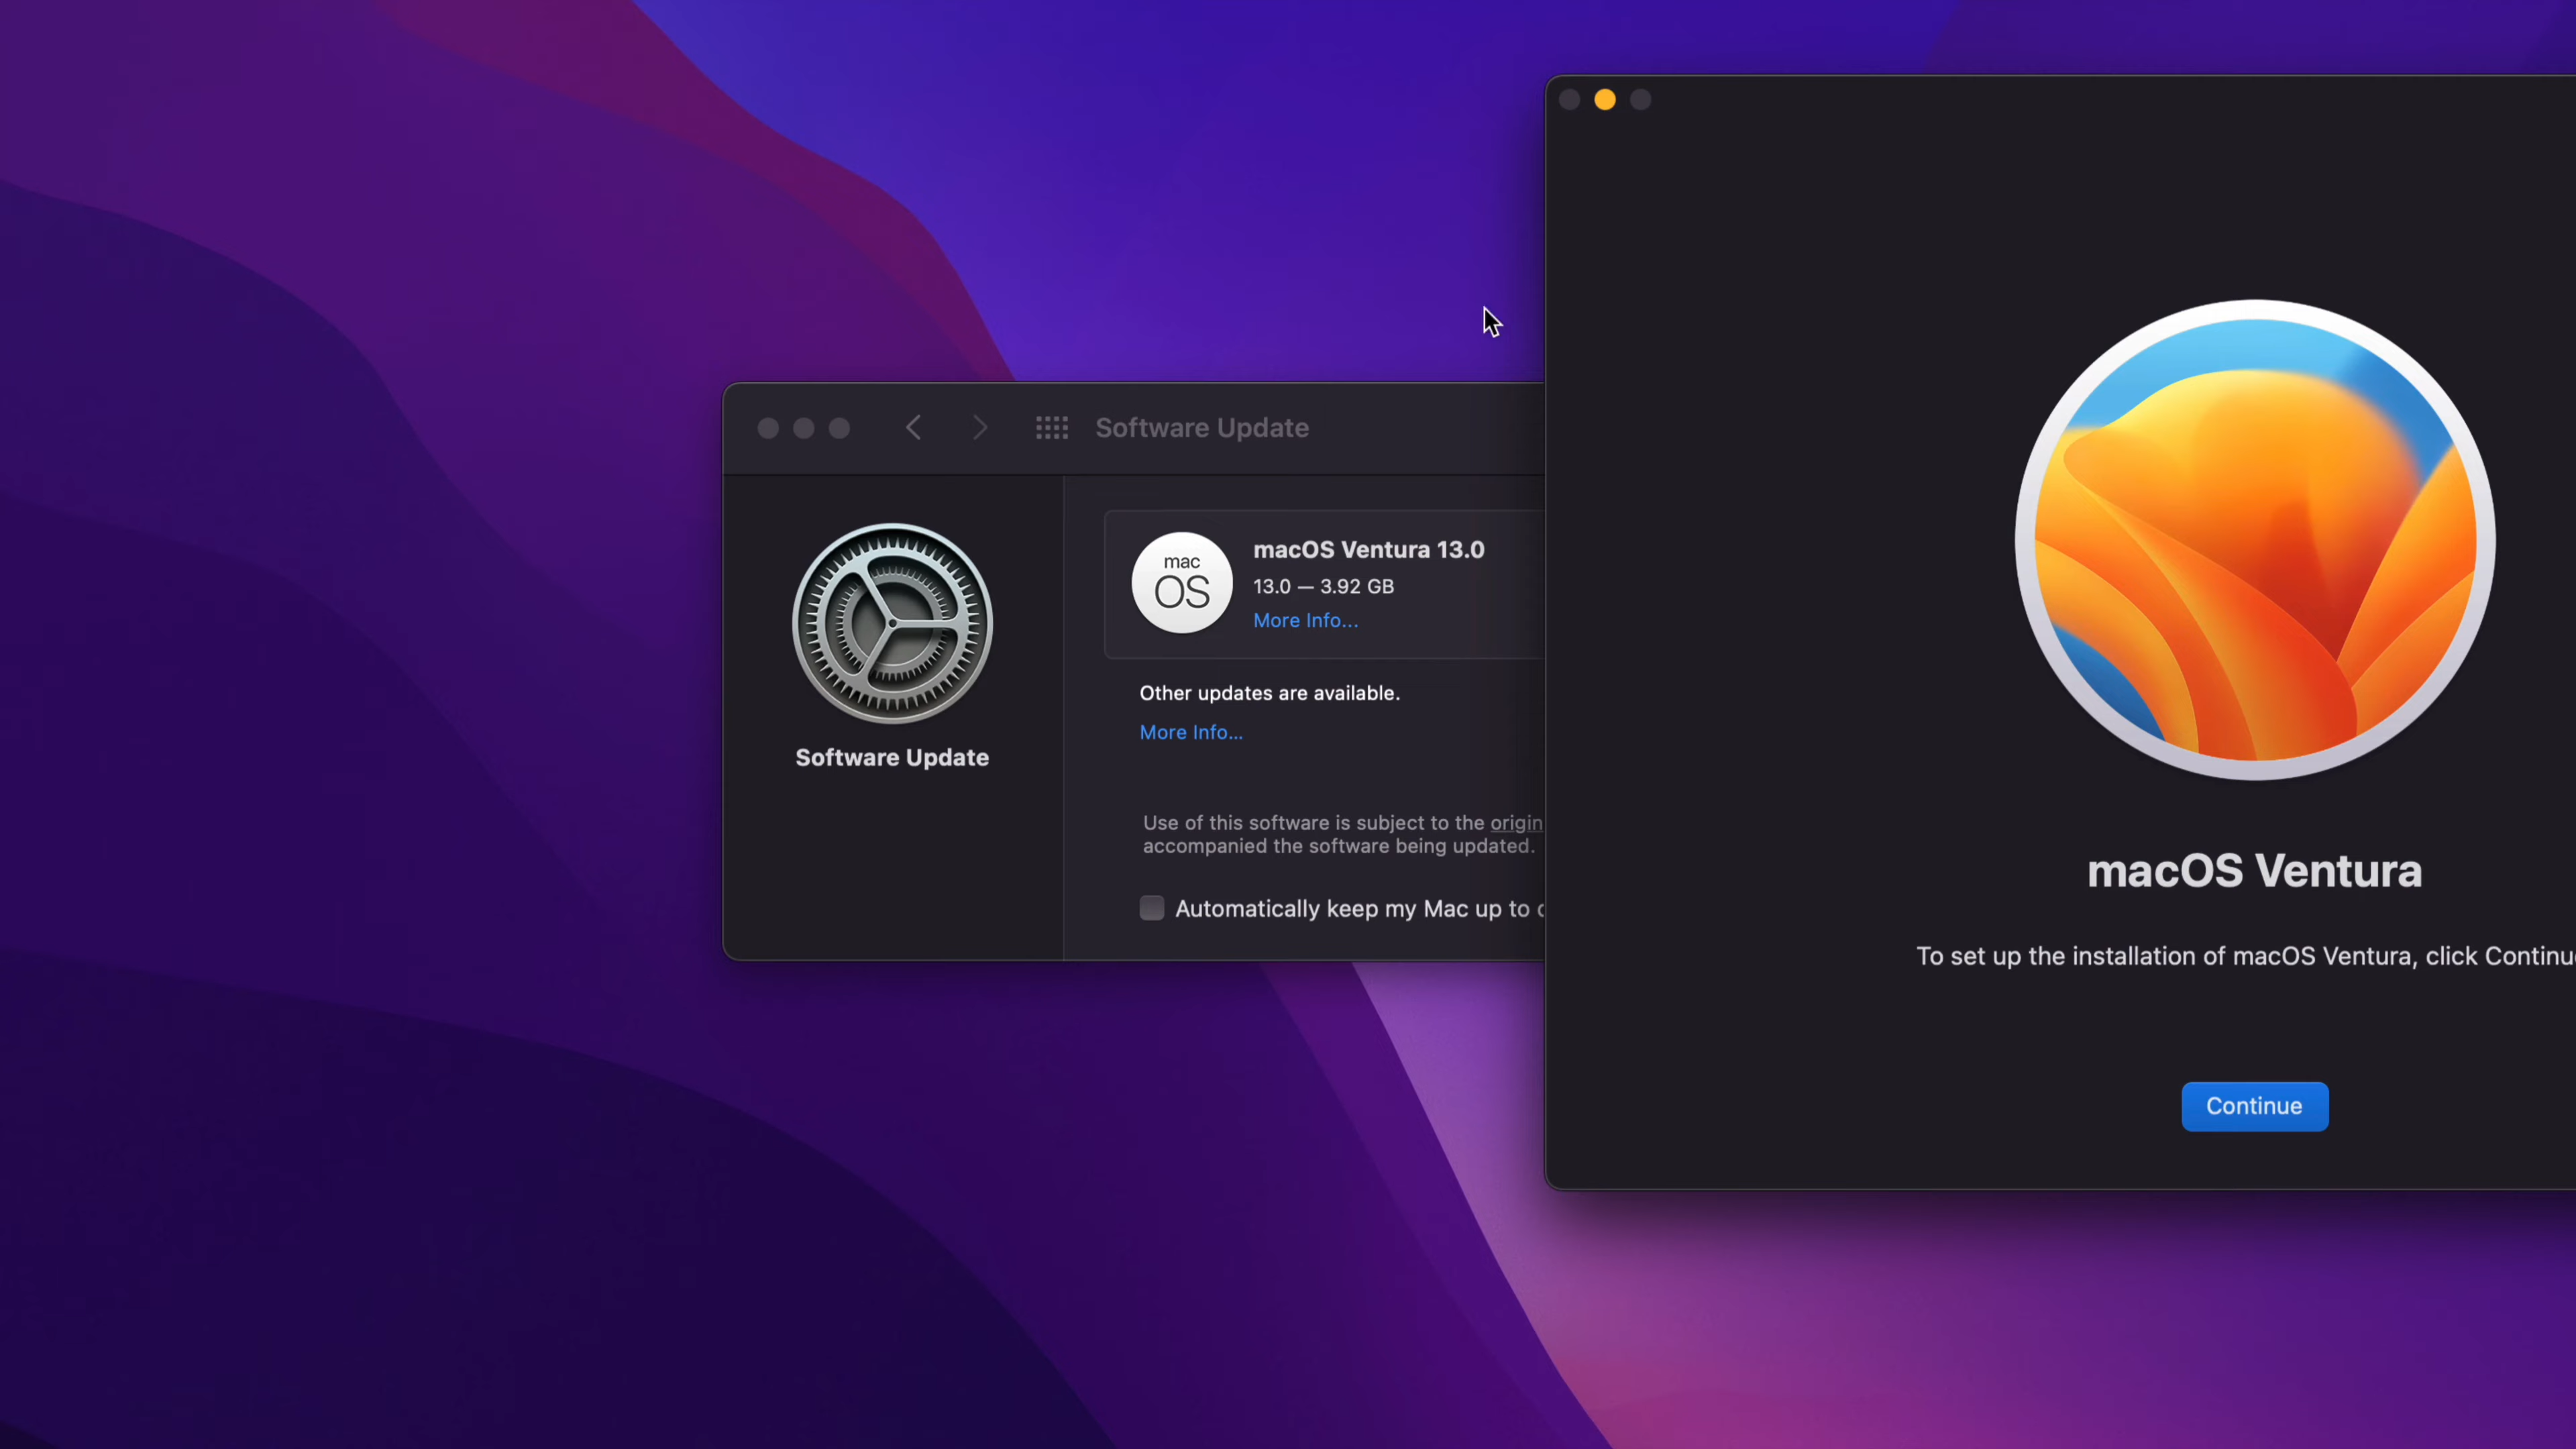 Software Update
mac
OS
macOS Ventura 13.0
13.0 — 3.92 GB
More Info...
Other updates are available.
More Info...
Software Update
Use of this software is subject to the origin
accompanied the software being updated.
Automatically keep my Mac up to
macOS Ventura
To set up the installation of macOS Ventura, click Continu
Continue